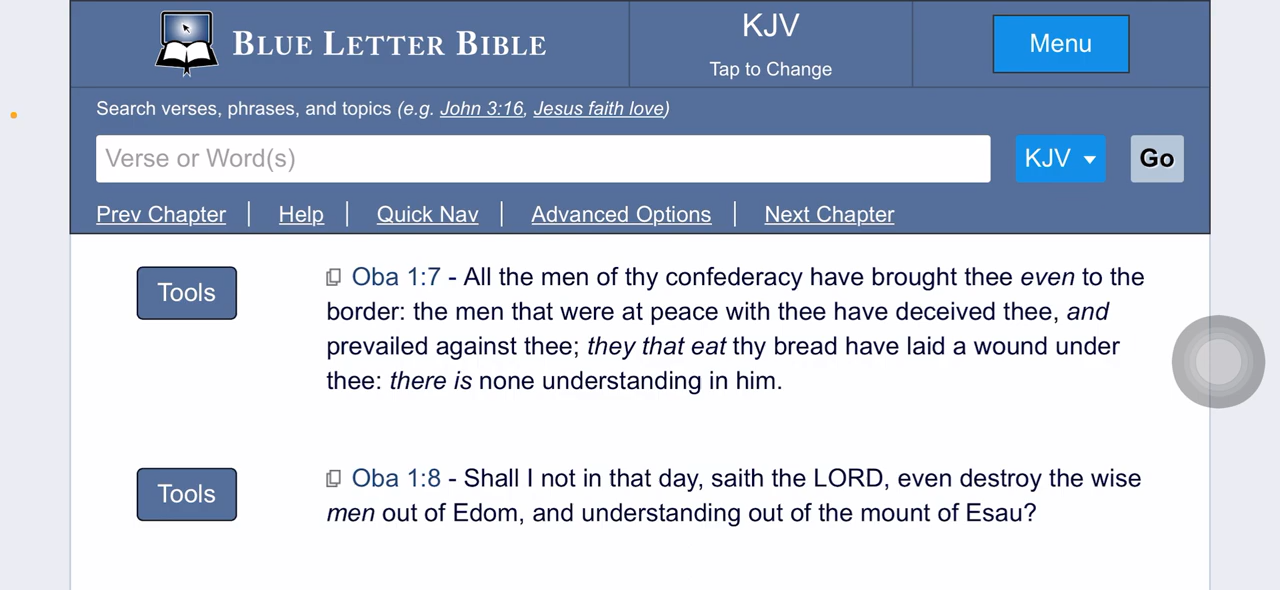 BLUE LETTER BIBLE
KJV
Tap to Change
Menu
Search verses, phrases, and topics (e.g. John 3:16, Jesus faith love)
Verse or Word(s)
KJV
Go
Prev Chapter | Help | Quick Nav | Advanced Options | Next Chapter
Tools
Oba 1:7 - All the men of thy confederacy have brought thee even to the
border: the men that were at peace with thee have deceived thee, and
prevailed against thee; they that eat thy bread have laid a wound under
thee: there is none understanding in him.
Tools
Oba 1:8 - Shall I not in that day, saith the LORD, even destroy the wise
men out of Edom, and understanding out of the mount of Esau?